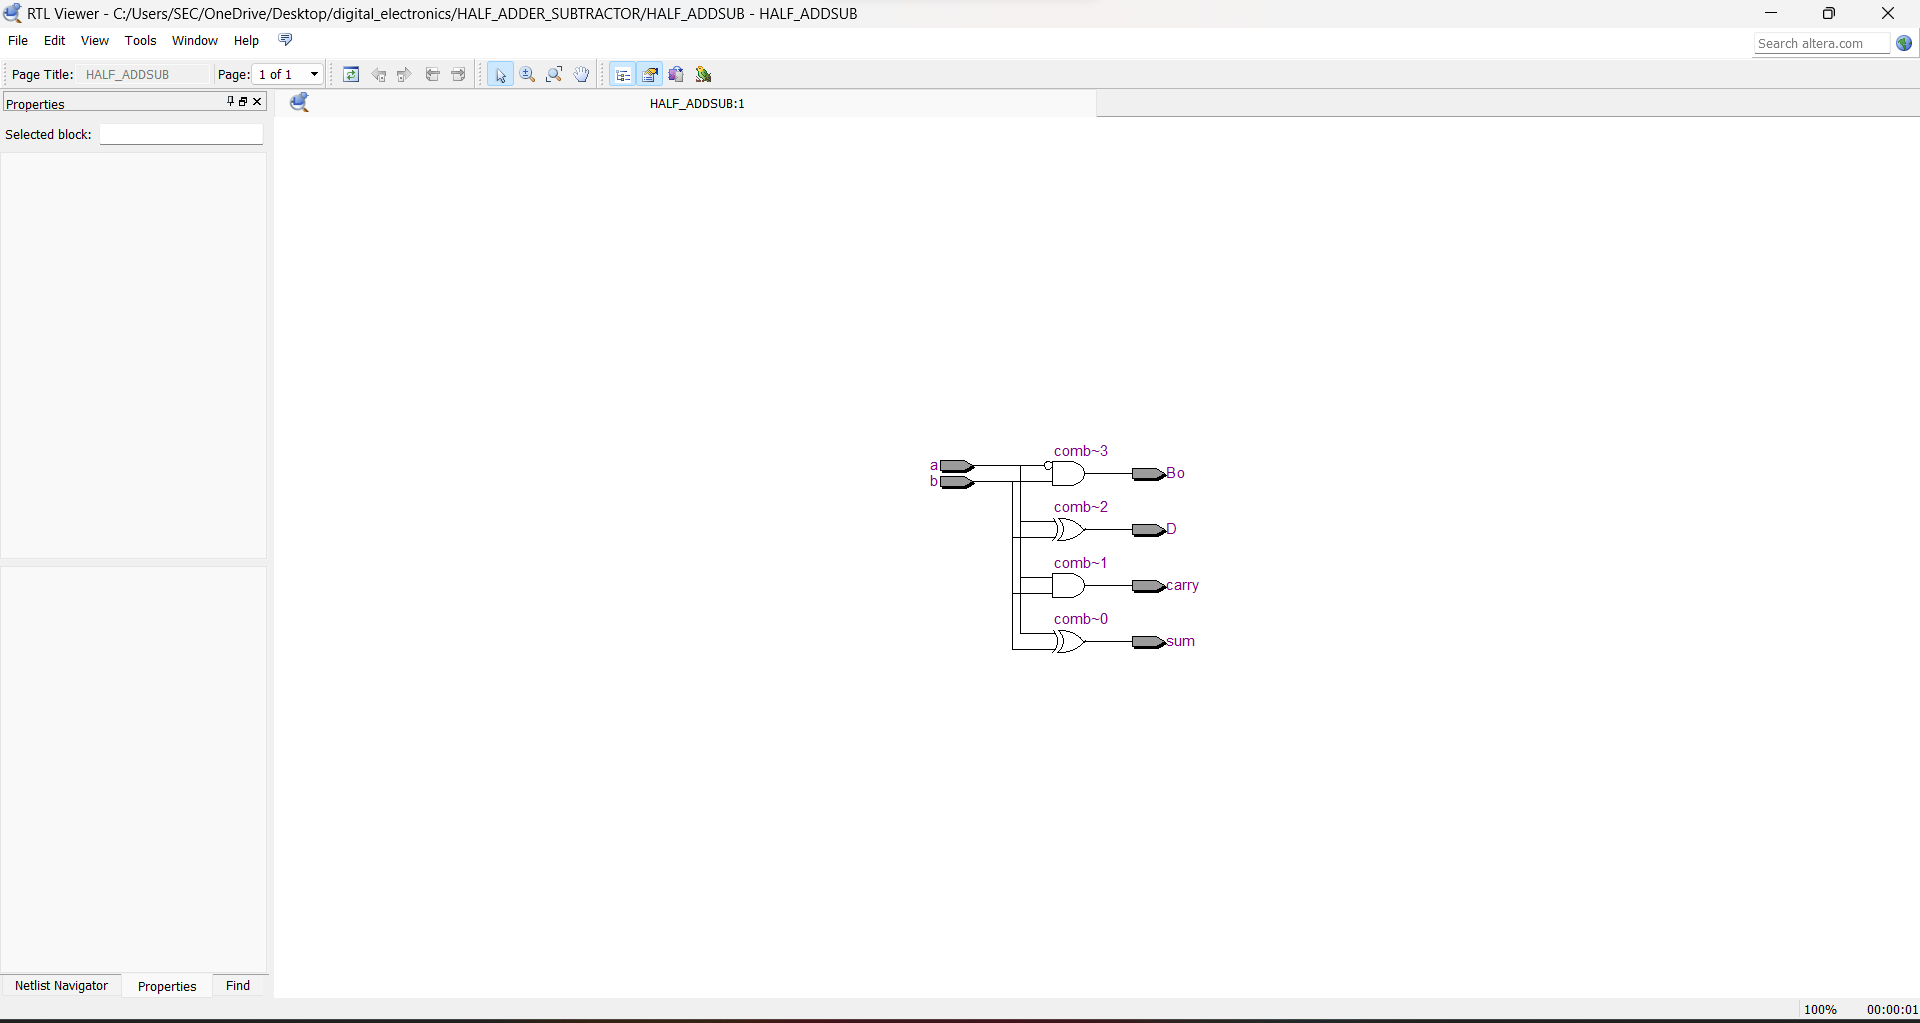 RTL Viewer - C:/Users/SEC/OneDrive/Desktop/digital_electronics/HALF_ADDER_SUBTRACTOR/HALF_ADDSUB - HALF_ADDSUB
File Edit View Tools Window Help
Search altera.com
Page Title: HALF_ADDSUB Page: 1 of 1
Properties
HALF_ADDSUB:1
Selected block:
comb~3
a
Bo
b
comb~2
D
comb~1
carry
comb~0
sum
Netlist Navigator Properties Find
100% 00:00:01